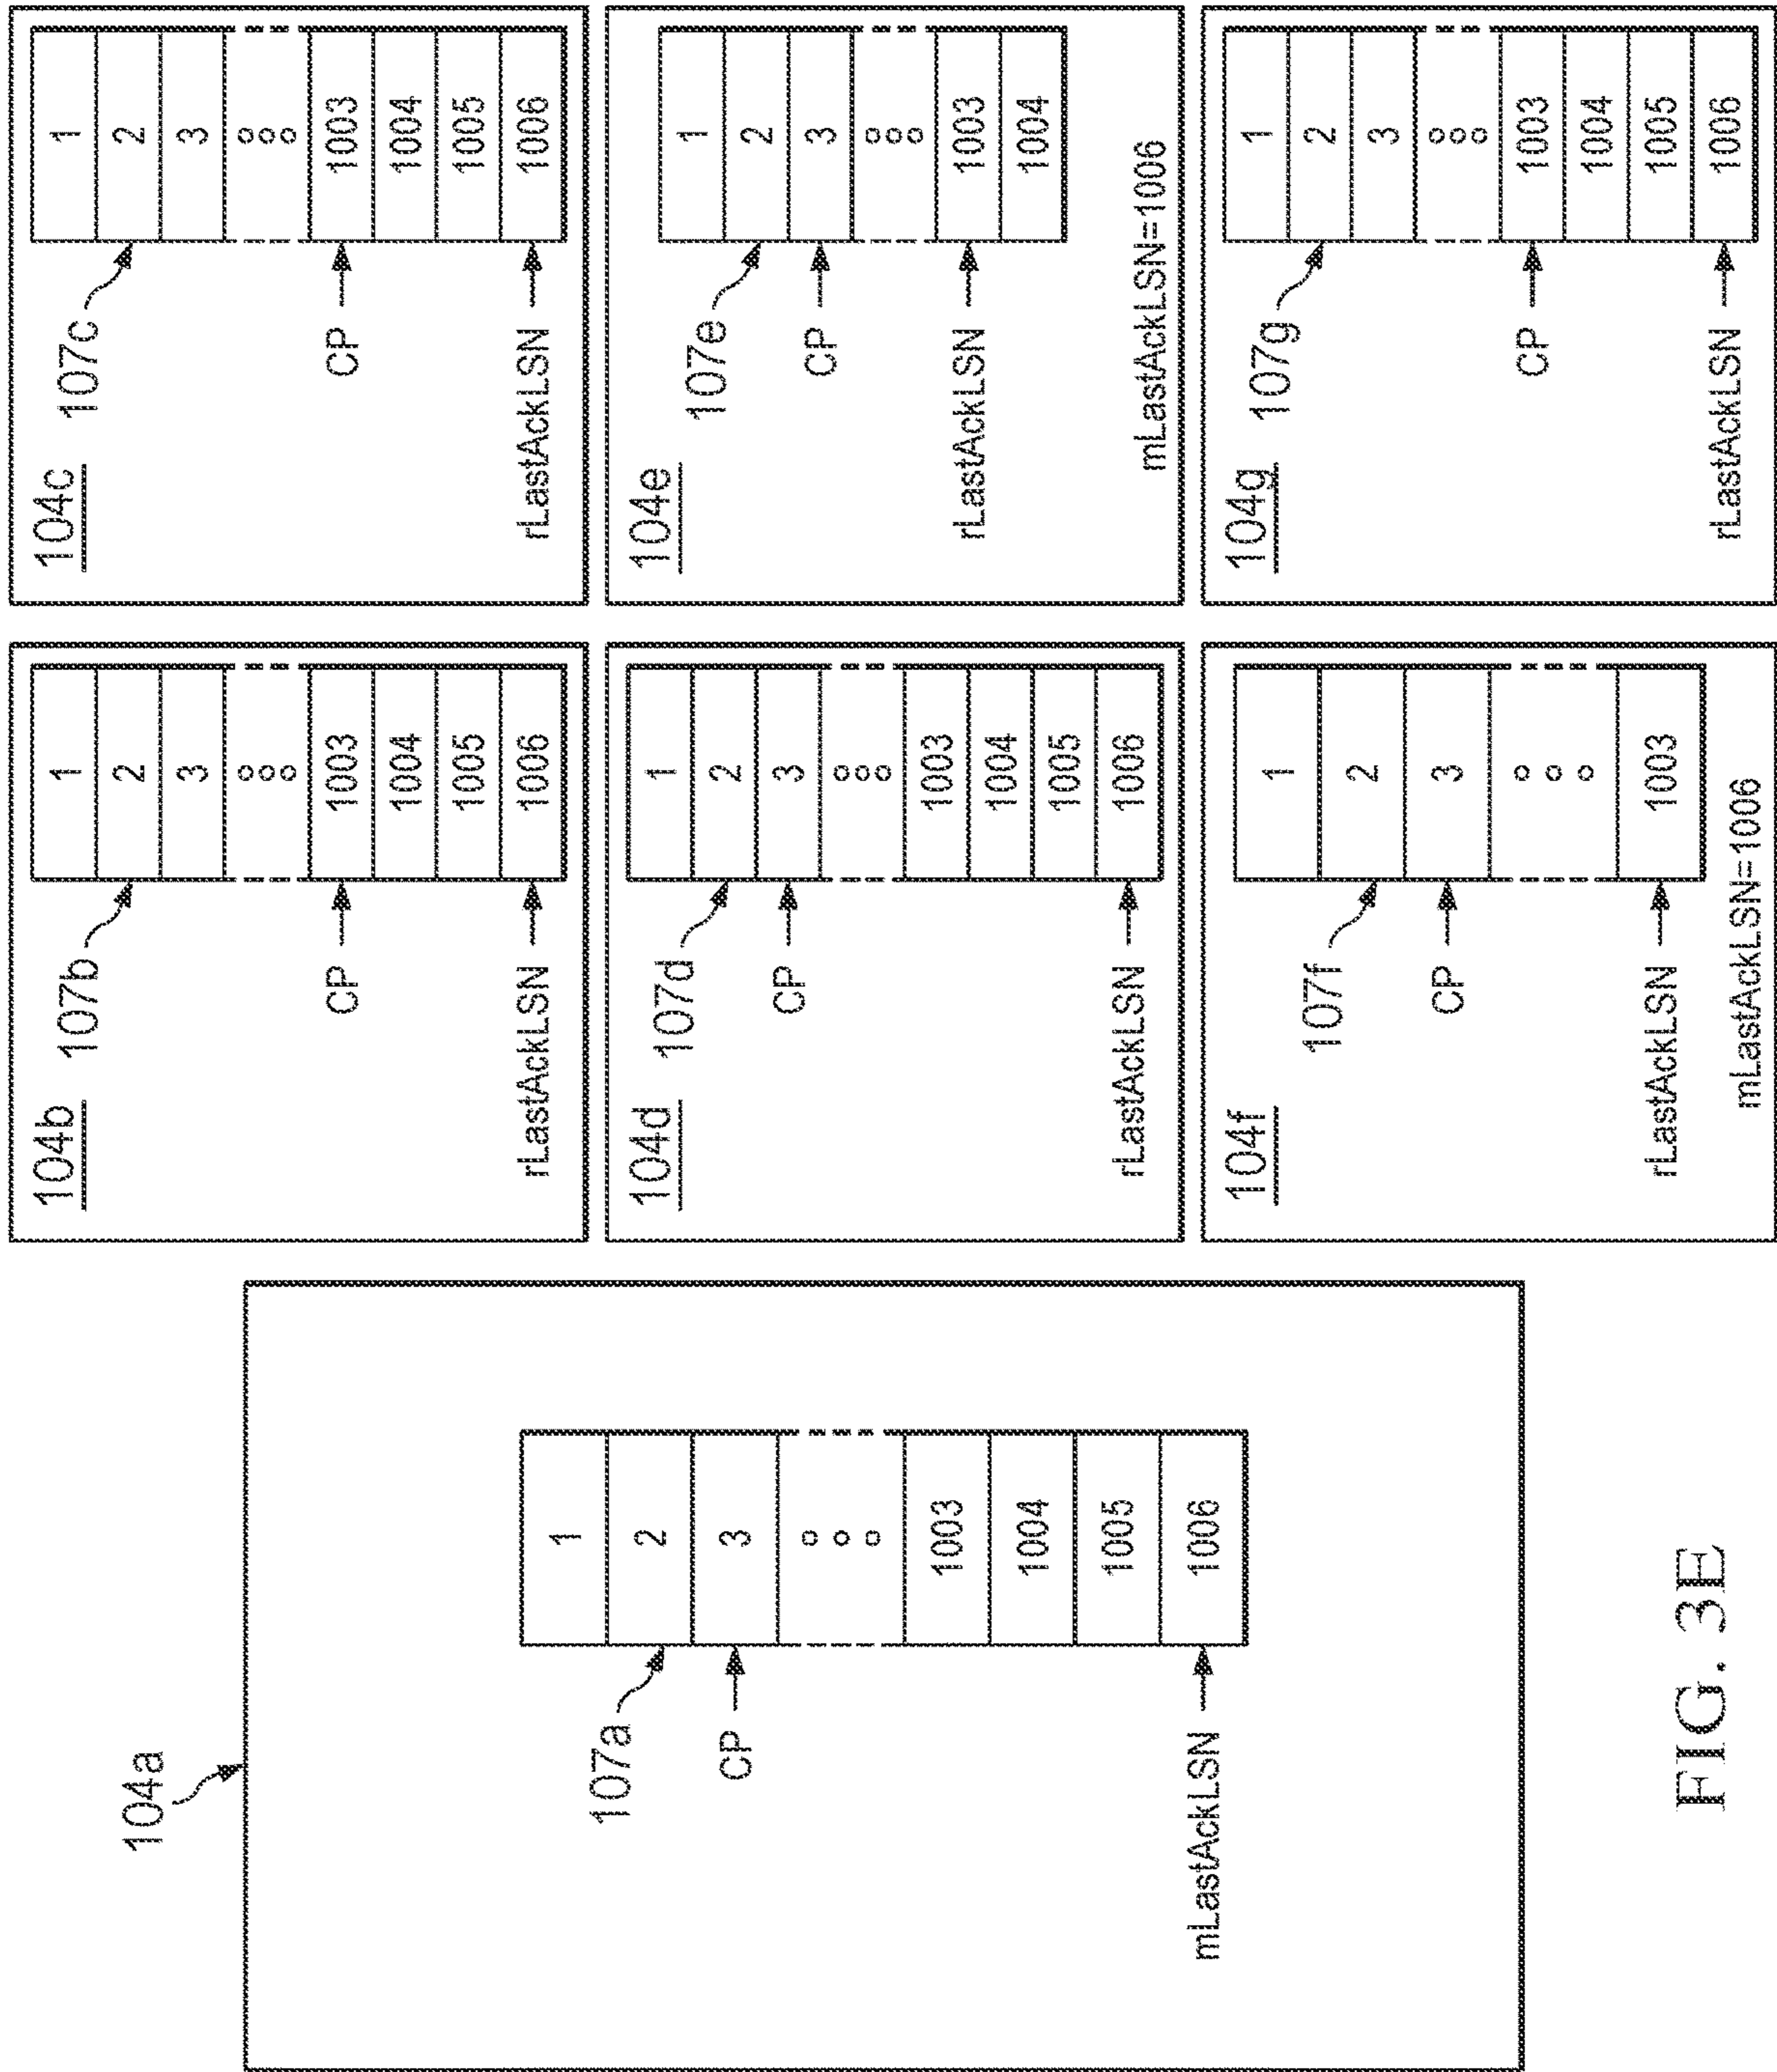 104a
107a
1
2
3
1003
1004
1005
1006
CP
mLastAckLSN
104b
107b
1
2
3
1003
1004
1005
1006
CP
rLastAckLSN
104c
107c
1
2
3
1003
1004
1005
1006
CP
rLastAckLSN
104d
107d
1
2
3
1003
1004
1005
1006
CP
rLastAckLSN
104e
107e
1
2
3
1003
1004
CP
rLastAckLSN
mLastAckLSN=1006
104f
107f
1
2
3
1003
CP
rLastAckLSN
mLastAckLSN=1006
104g
107g
1
2
3
1003
1004
1005
1006
CP
rLastAckLSN
FIG. 3E